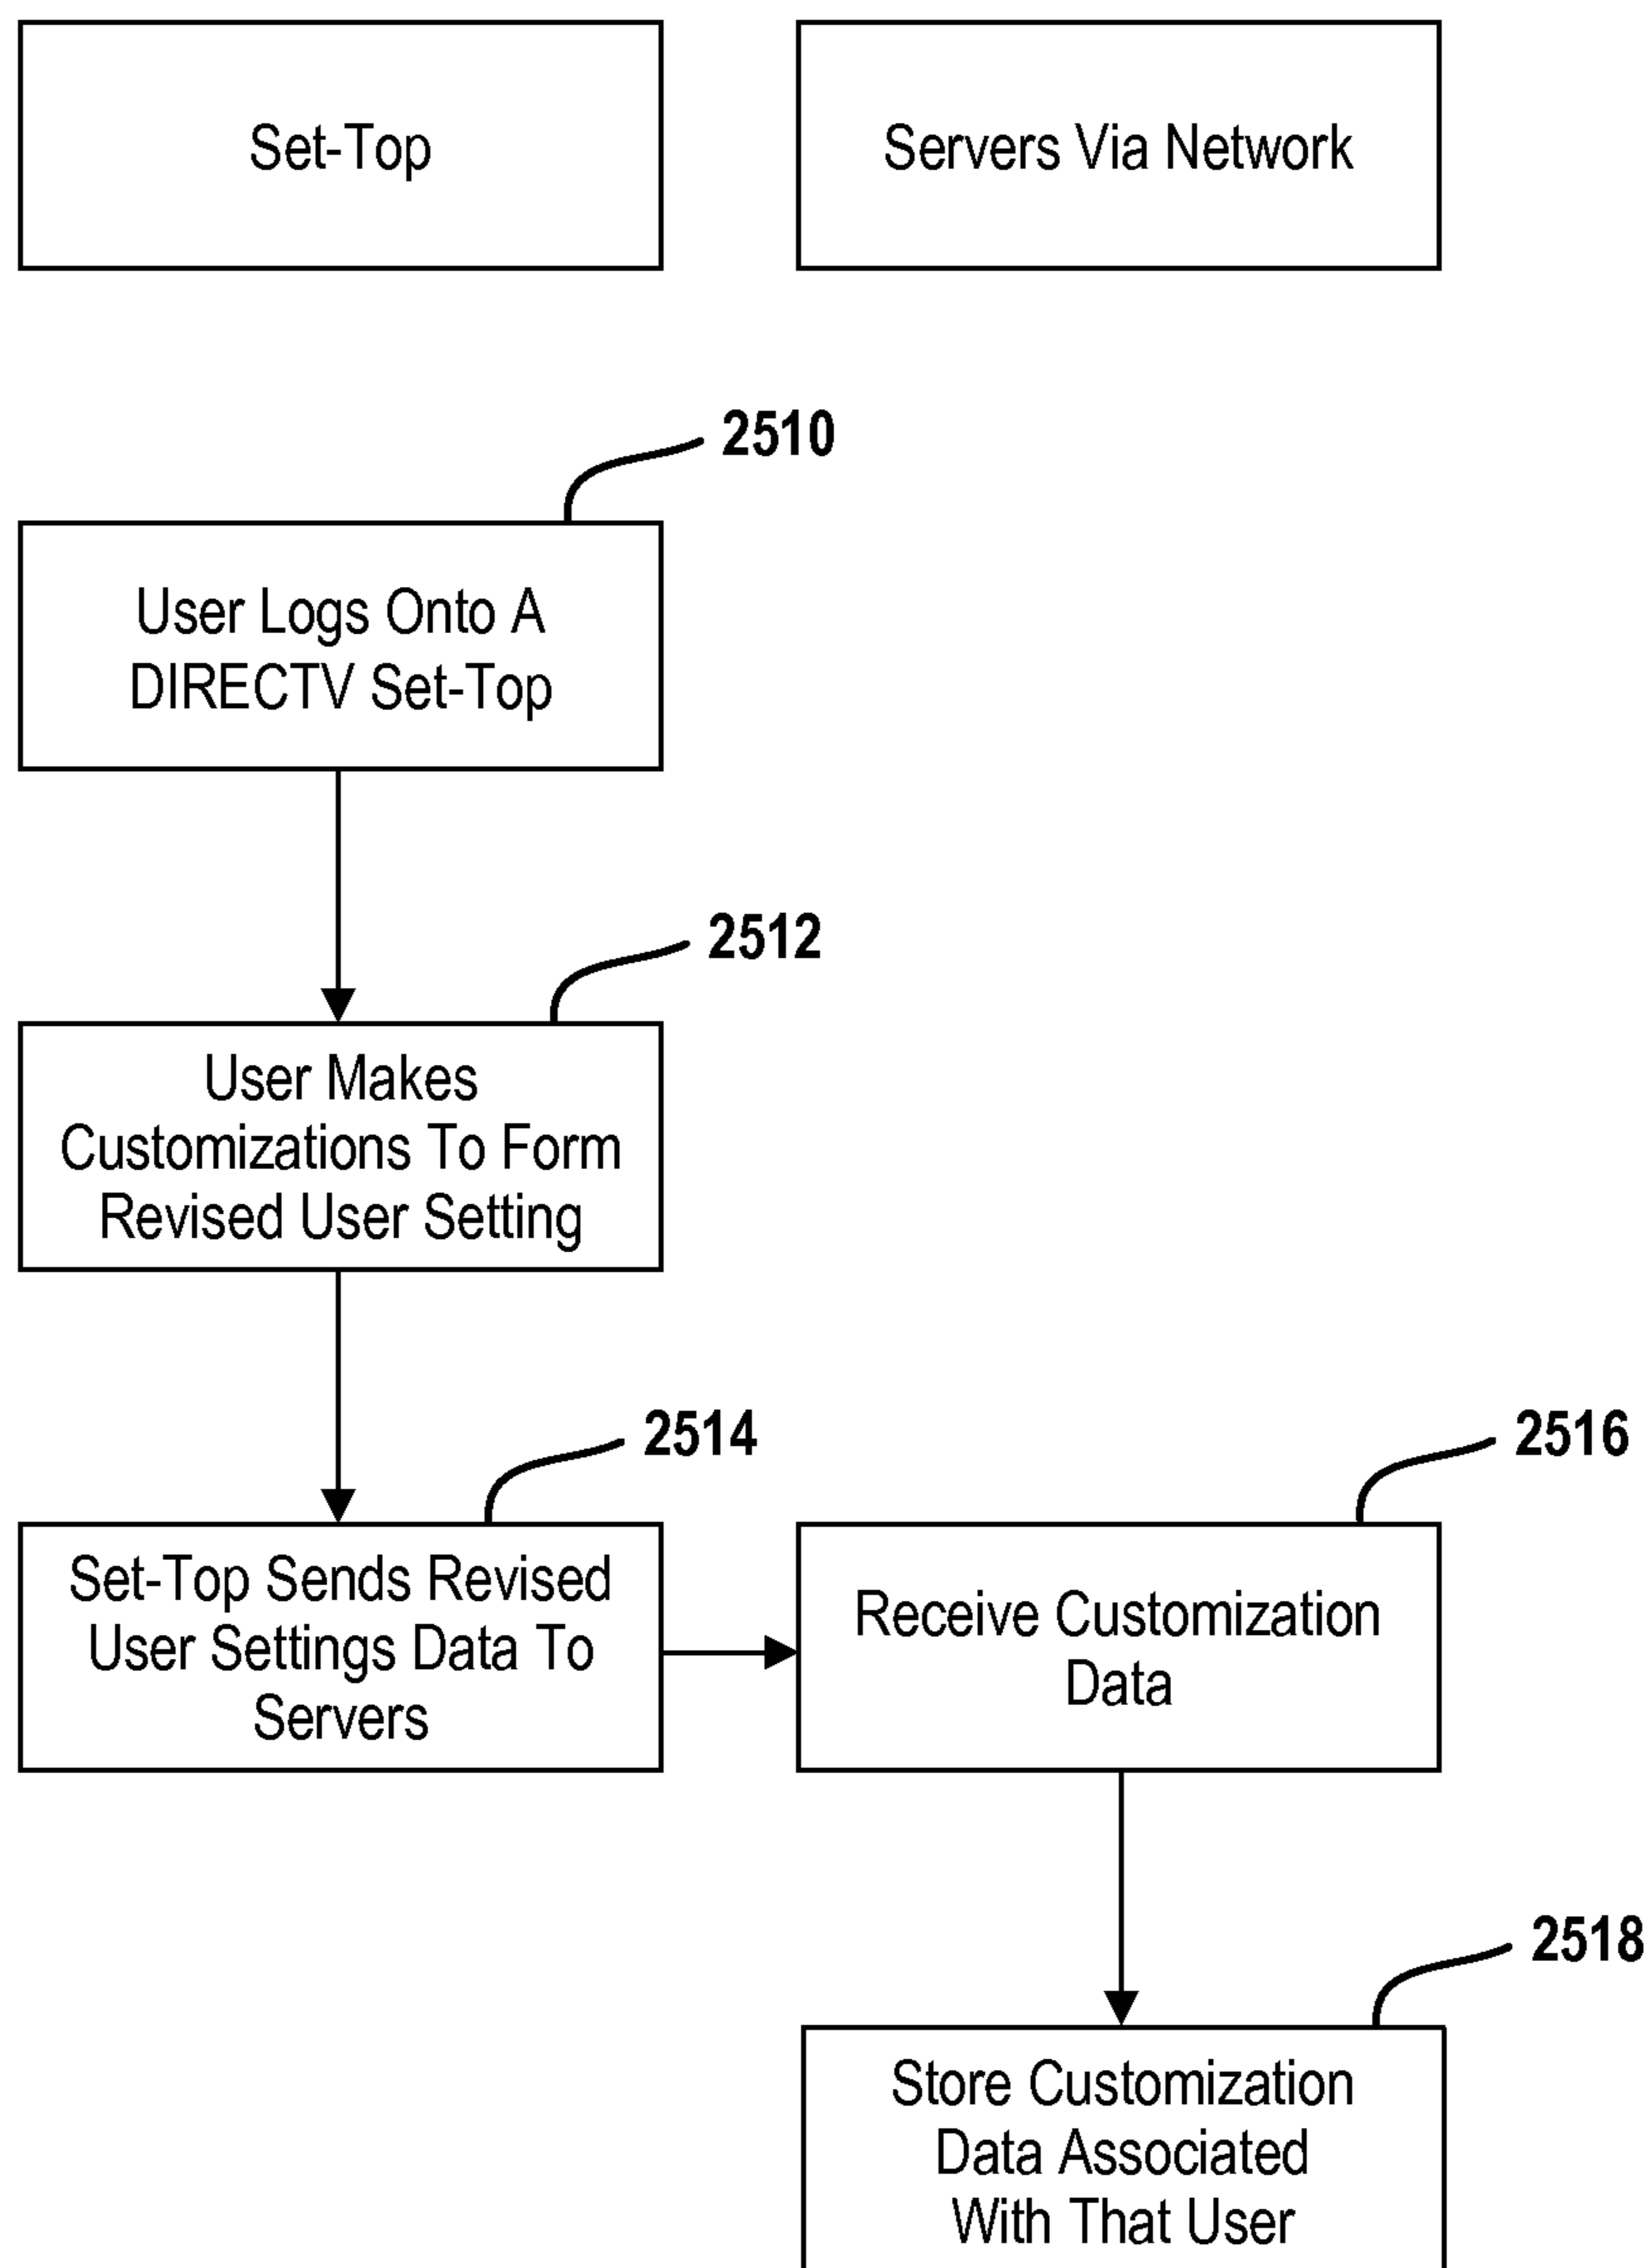 Set-Top
Servers Via Network
2510
User Logs Onto A
DIRECTV Set-Top
2512
User Makes
Customizations To Form
Revised User Setting
2514
Set-Top Sends Revised
User Settings Data To
Servers
2516
Receive Customization
Data
2518
Store Customization
Data Associated
With That User